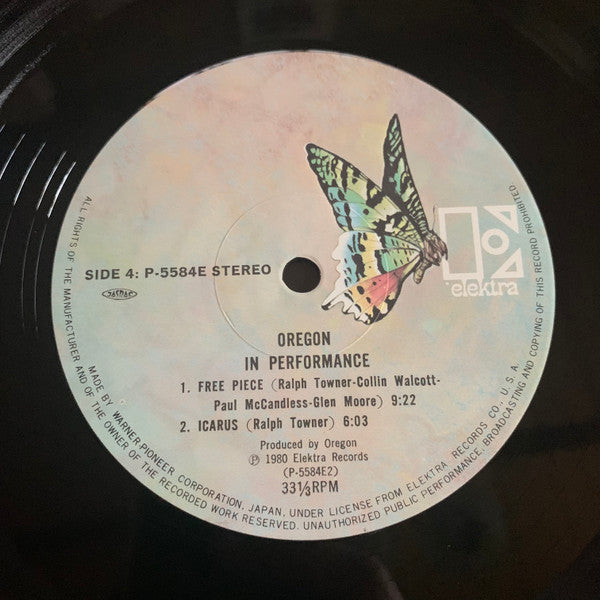 elektra
SIDE 4: P-5584E STEREO
JASRAC
OREGON
IN PERFORMANCE
1. FREE PIECE (Ralph Towner-Collin Walcott-
Paul McCandless-Glen Moore) 9:22
2. ICARUS (Ralph Towner) 6:03
Produced by Oregon
℗ 1980 Elektra Records
(P-5584E2)
33⅓RPM
MADE BY WARNER-PIONEER CORPORATION, JAPAN, UNDER LICENSE FROM ELEKTRA RECORDS CO., U.S.A.
ALL RIGHTS OF THE MANUFACTURER AND OF THE OWNER OF THE RECORDED WORK RESERVED. UNAUTHORIZED PUBLIC PERFORMANCE, BROADCASTING AND COPYING OF THIS RECORD PROHIBITED